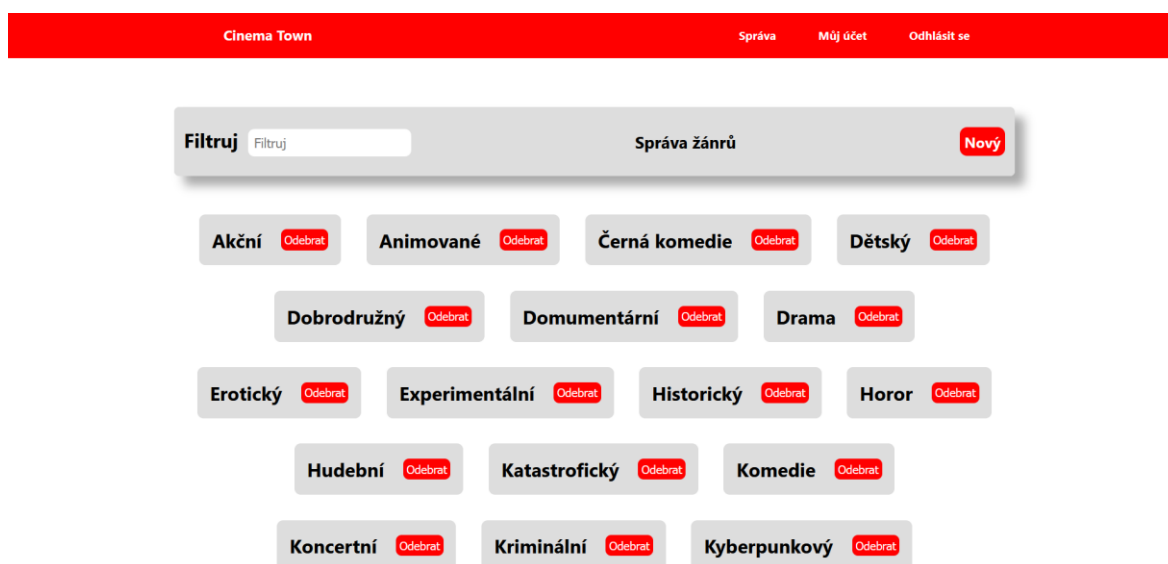 Cinema Town Správa Můj účet Odhlásit se
Filtruj Filtruj Správa žánrů Nový
Akční Odebrat Animované Odebrat Černá komedie Odebrat Dětský Odebrat
Dobrodružný Odebrat Domumentární Odebrat Drama Odebrat
Erotický Odebrat Experimentální Odebrat Historický Odebrat Horor Odebrat
Hudební Odebrat Katastrofický Odebrat Komedie Odebrat
Koncertní Odebrat Kriminální Odebrat Kyberpunkový Odebrat